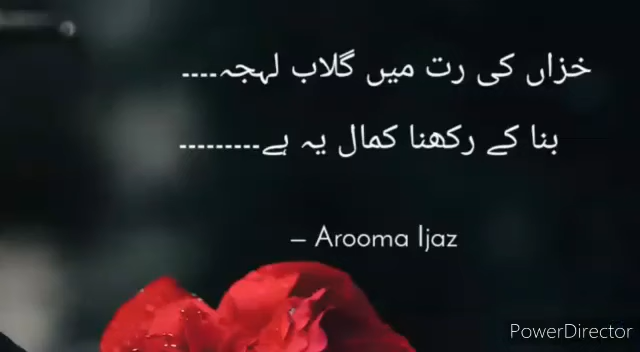 خزاں کی رت میں گلاب لہجہ----
بنا کے رکھنا کمال یہ ہے---------
– Arooma Ijaz
PowerDirector